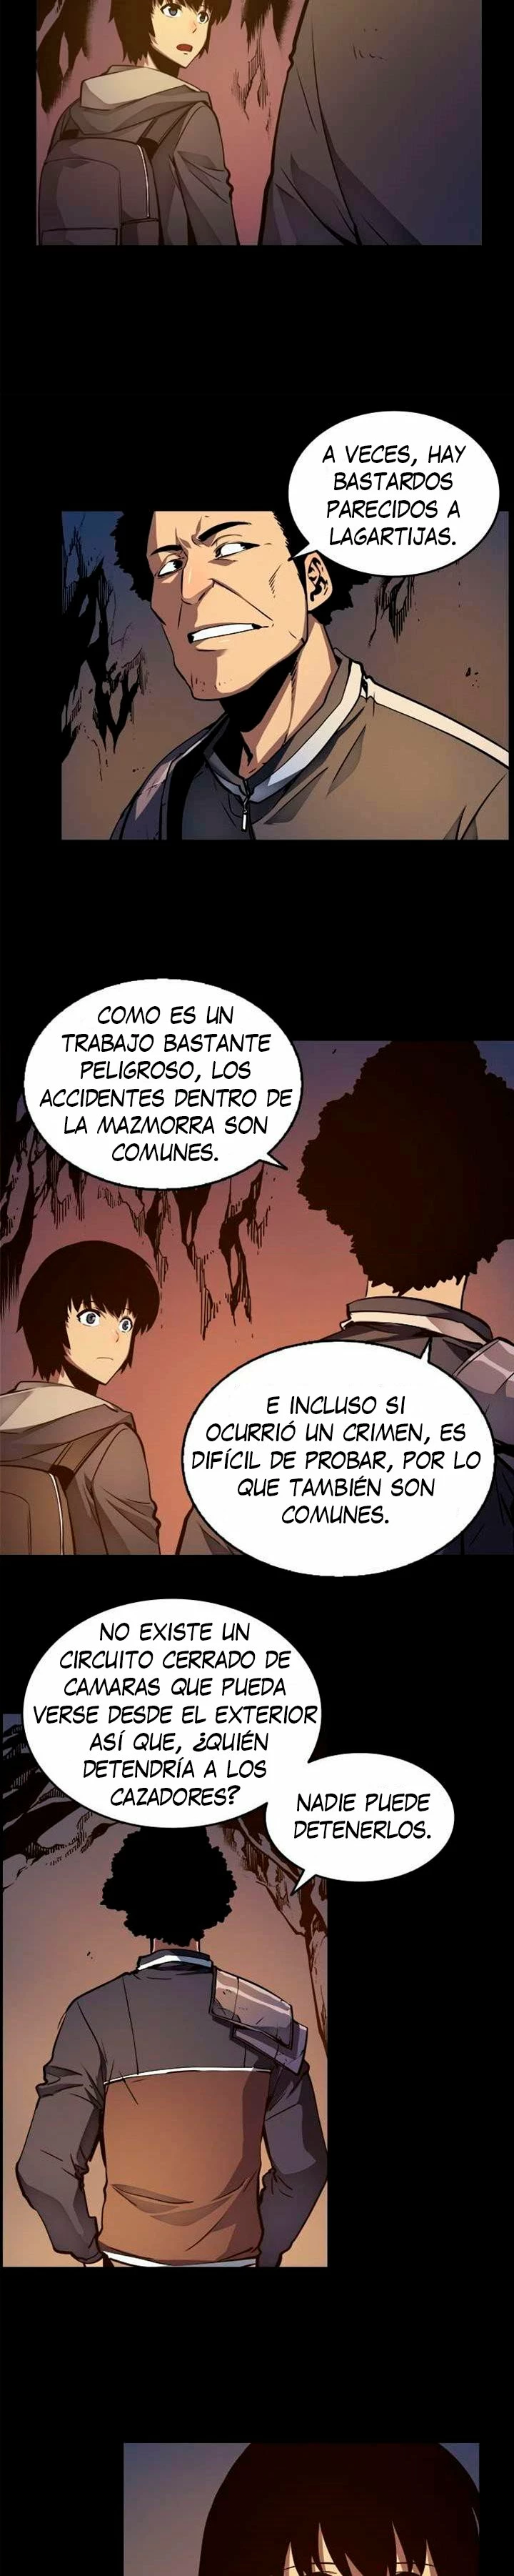 A VECES, HAY
BASTARDOS
PARECIDOS A
LAGARTIJAS.
COMO ES UN
TRABAJO BASTANTE
PELIGROSO, LOS
ACCIDENTES DENTRO DE
LA MAZMORRA SON
COMUNES.
E INCLUSO SI
OCURRIÓ UN CRIMEN, ES
DIFÍCIL DE PROBAR, POR LO
QUE TAMBIÉN SON
COMUNES.
NO EXISTE UN
CIRCUITO CERRADO DE
CAMARAS QUE PUEDA
VERSE DESDE EL EXTERIOR
ASÍ QUE, ¿QUIÉN
DETENDRÍA A LOS
CAZADORES?
NADIE PUEDE
DETENERLOS.